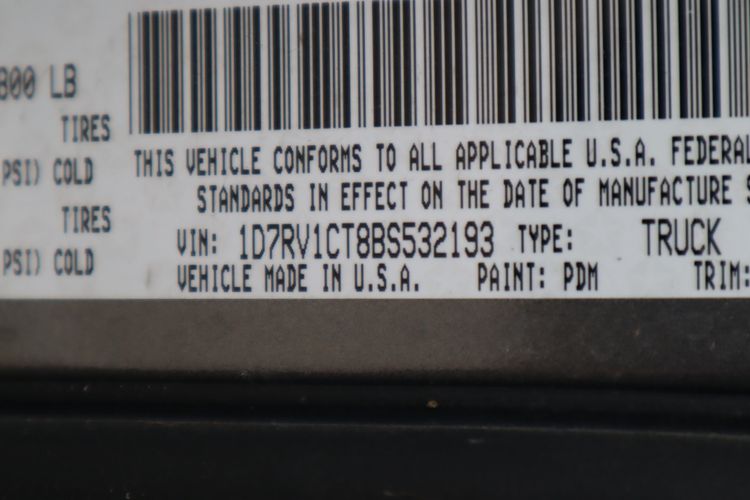 800 LB
TIRES
PSI) COLD
TIRES
PSI) COLD
THIS VEHICLE CONFORMS TO ALL APPLICABLE U.S.A. FEDERAL
STANDARDS IN EFFECT ON THE DATE OF MANUFACTURE S
VIN: 1D7RV1CT8BS532193 TYPE: TRUCK
VEHICLE MADE IN U.S.A. PAINT: PDM TRIM: